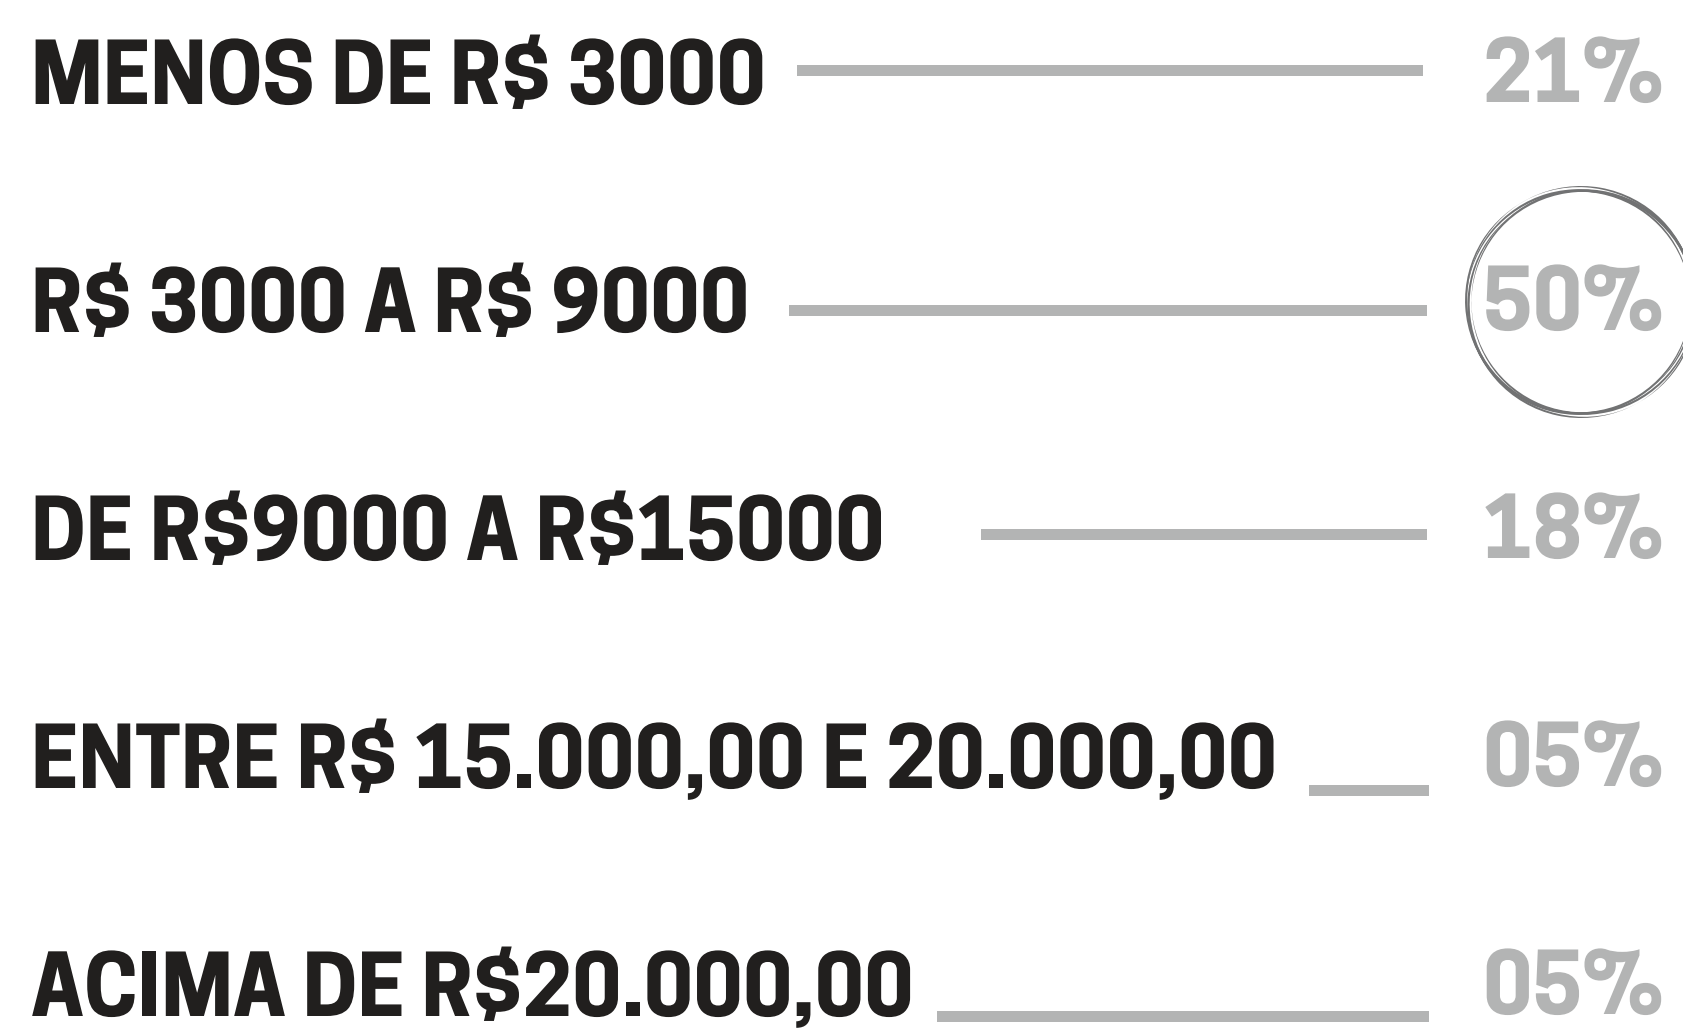 MENOS DE R$ 3000 21%
R$ 3000 A R$ 9000 50%
DE R$9000 A R$15000 18%
ENTRE R$ 15.000,00 E 20.000,00 05%
ACIMA DE R$20.000,00 05%